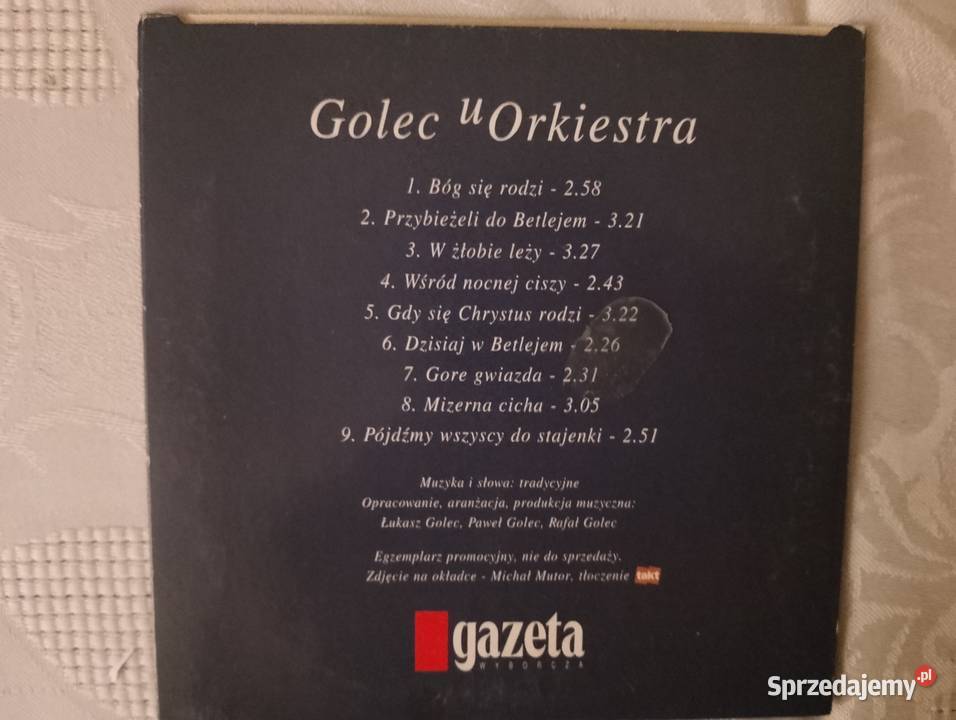 Golec uOrkiestra
1. Bóg się rodzi - 2.58
2. Przybieżeli do Betlejem - 3.21
3. W żłobie leży - 3.27
4. Wśród nocnej ciszy - 2.43
5. Gdy się Chrystus rodzi - 3.22
6. Dzisiaj w Betlejem - 2.26
7. Gore gwiazda - 2.31
8. Mizerna cicha - 3.05
9. Pójdźmy wszyscy do stajenki - 2.51
Muzyka i słowa: tradycyjne
Opracowanie, aranżacja, produkcja muzyczna:
Łukasz Golec, Paweł Golec, Rafał Golec
Egzemplarz promocyjny, nie do sprzedaży.
Zdjęcie na okładce - Michał Mutor, tłoczenie takt
gazeta
WYBORCZA
Sprzedajemy.pl